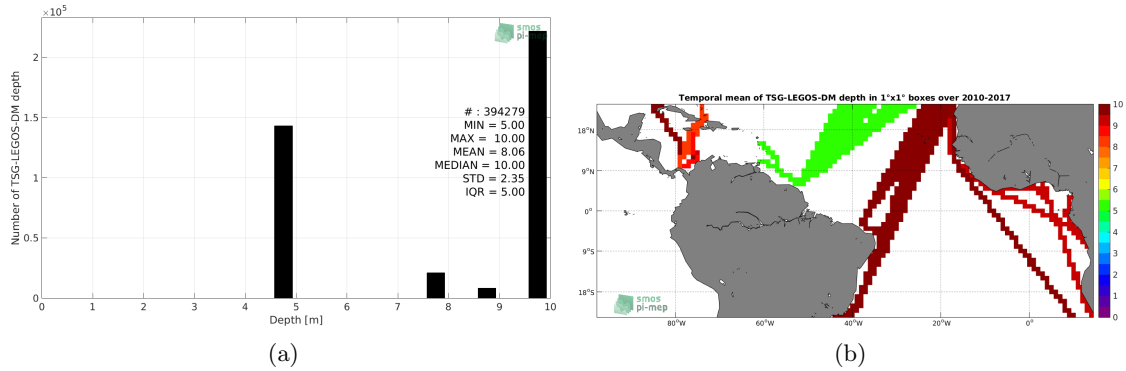 ×10⁵
smos
pi-mep
2
1.5
1
0.5
0
Number of TSG-LEGOS-DM depth
# : 394279
MIN = 5.00
MAX = 10.00
MEAN = 8.06
MEDIAN = 10.00
STD = 2.35
IQR = 5.00
0 1 2 3 4 5 6 7 8 9 10
Depth [m]
(a)
Temporal mean of TSG-LEGOS-DM depth in 1°x1° boxes over 2010-2017
18°N
9°N
0°
9°S
18°S
80°W 60°W 40°W 20°W 0°
smos
pi-mep
10
9
8
7
6
5
4
3
2
1
0
(b)